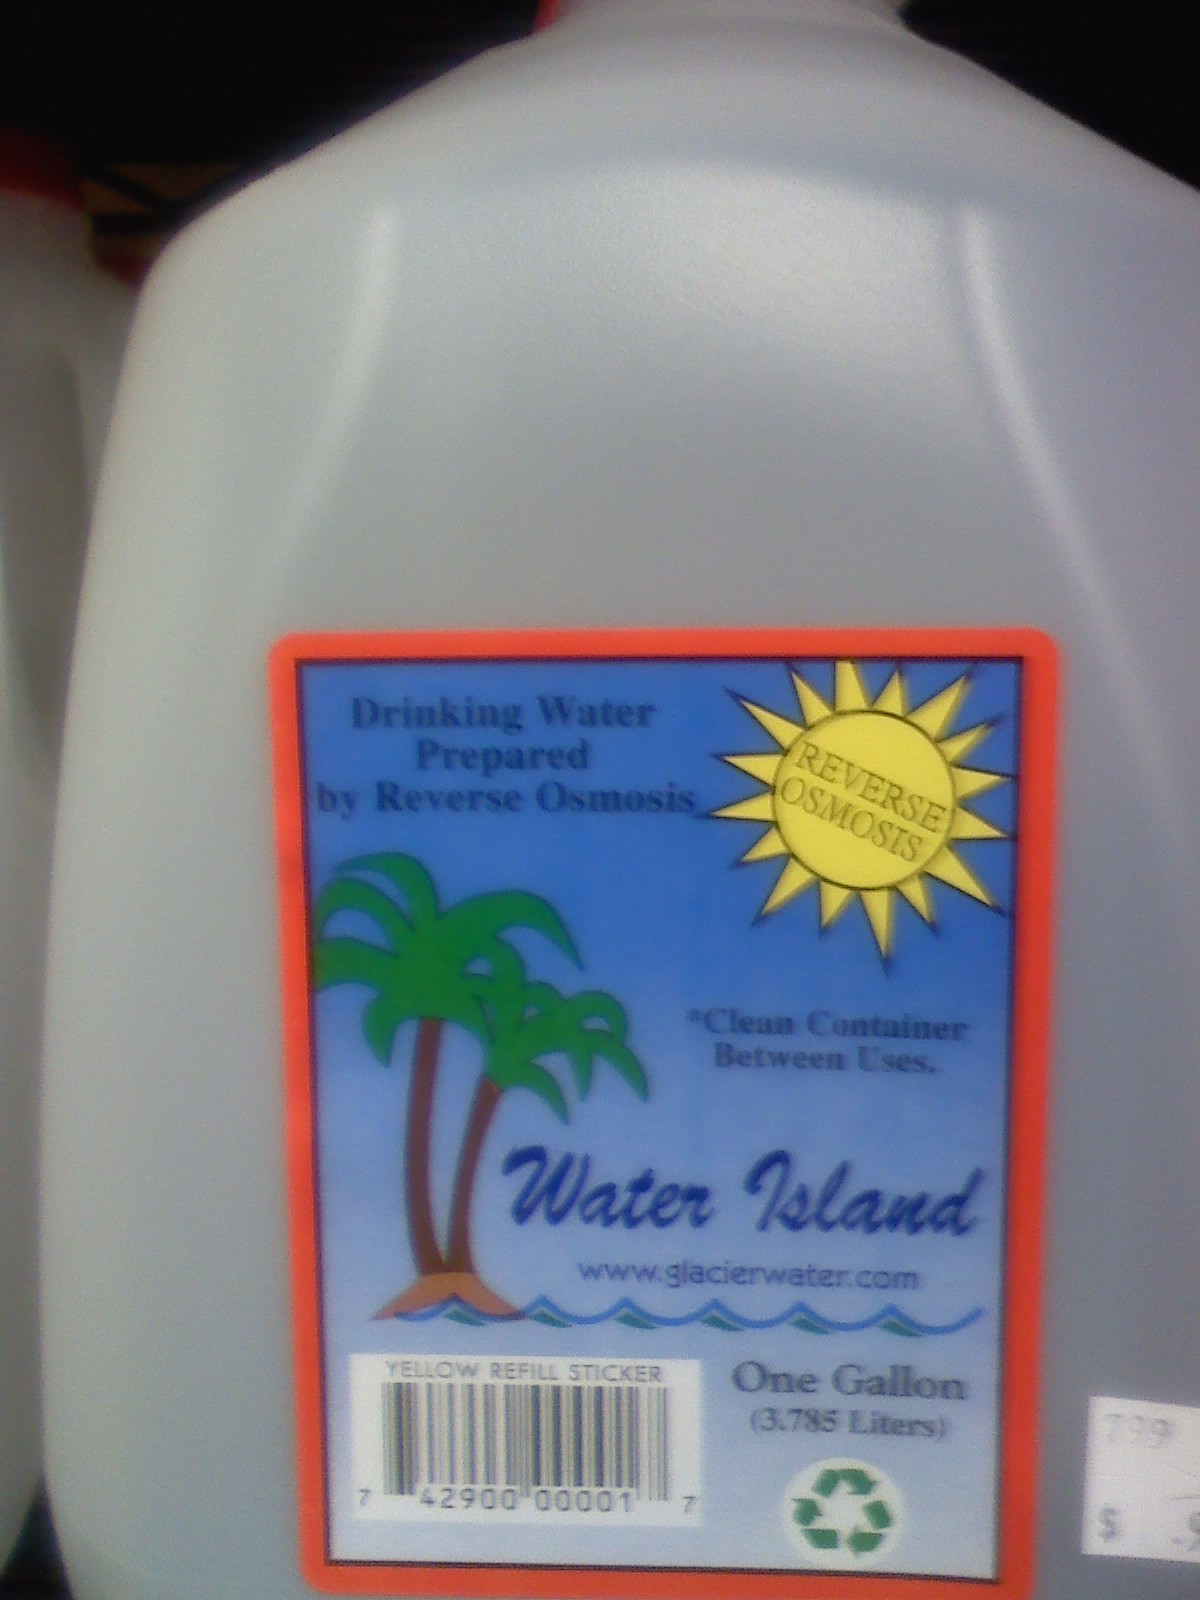 Drinking Water
Prepared
by Reverse Osmosis
REVERSE
OSMOSIS
*Clean Container
Between Uses.
Water Island
www.glacierwater.com
YELLOW REFILL STICKER
7 42900 00001 7
One Gallon
(3.785 Liters)
799
$